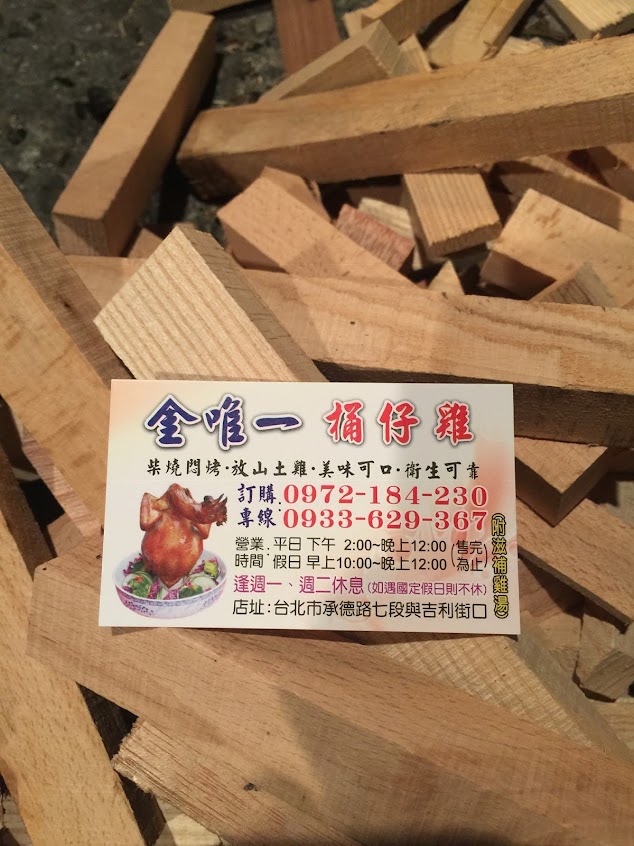 金唯一 桶仔雞
柴燒悶烤·放山土雞·美味可口·衛生可靠
訂購專線:0972-184-230
0933-629-367
營業時間:平日 下午 2:00~晚上12:00(售完為止)
假日 早上10:00~晚上12:00
逢週一、週二休息(如遇國定假日則不休)
店址:台北市承德路七段與吉利街口
(附滋補雞湯)